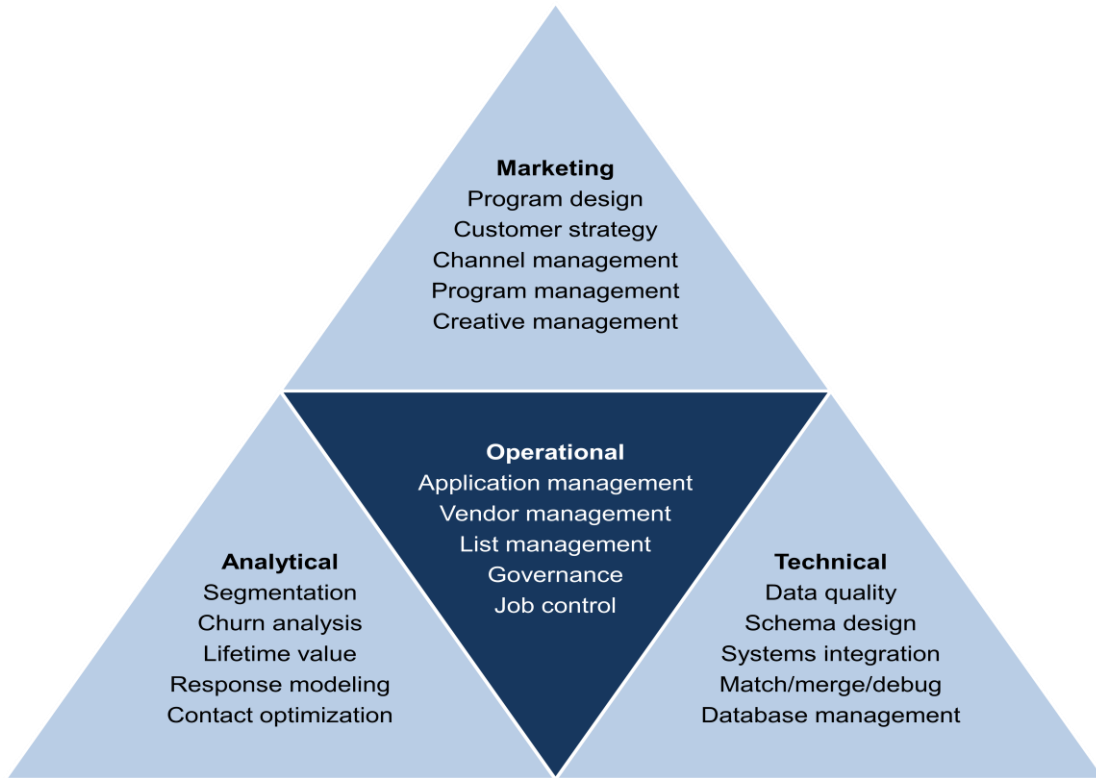 Marketing
Program design
Customer strategy
Channel management
Program management
Creative management
Operational
Application management
Vendor management
List management
Governance
Job control
Analytical
Segmentation
Churn analysis
Lifetime value
Response modeling
Contact optimization
Technical
Data quality
Schema design
Systems integration
Match/merge/debug
Database management